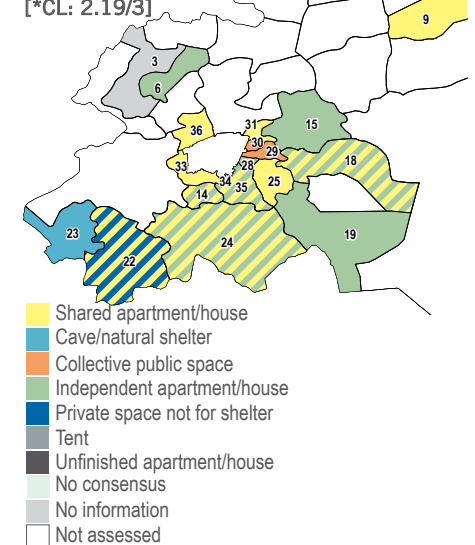 [*CL: 2.19/3]
9
3
6
36
31
15
30
29
33
28
18
34
35
25
14
23
22
24
19
Shared apartment/house
Cave/natural shelter
Collective public space
Independent apartment/house
Private space not for shelter
Tent
Unfinished apartment/house
No consensus
No information
Not assessed